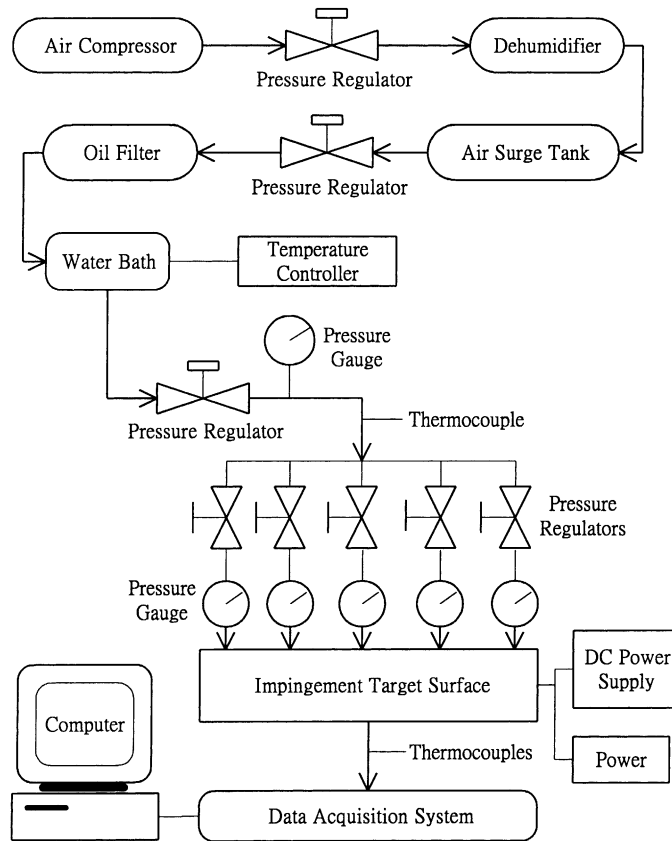 Air Compressor
Dehumidifier
Pressure Regulator
Oil Filter
Air Surge Tank
Pressure Regulator
Water Bath
Temperature
Controller
Pressure
Gauge
Pressure Regulator
Thermocouple
Pressure
Regulators
Pressure
Gauge
Impingement Target Surface
DC Power
Supply
Computer
Thermocouples
Power
Data Acquisition System